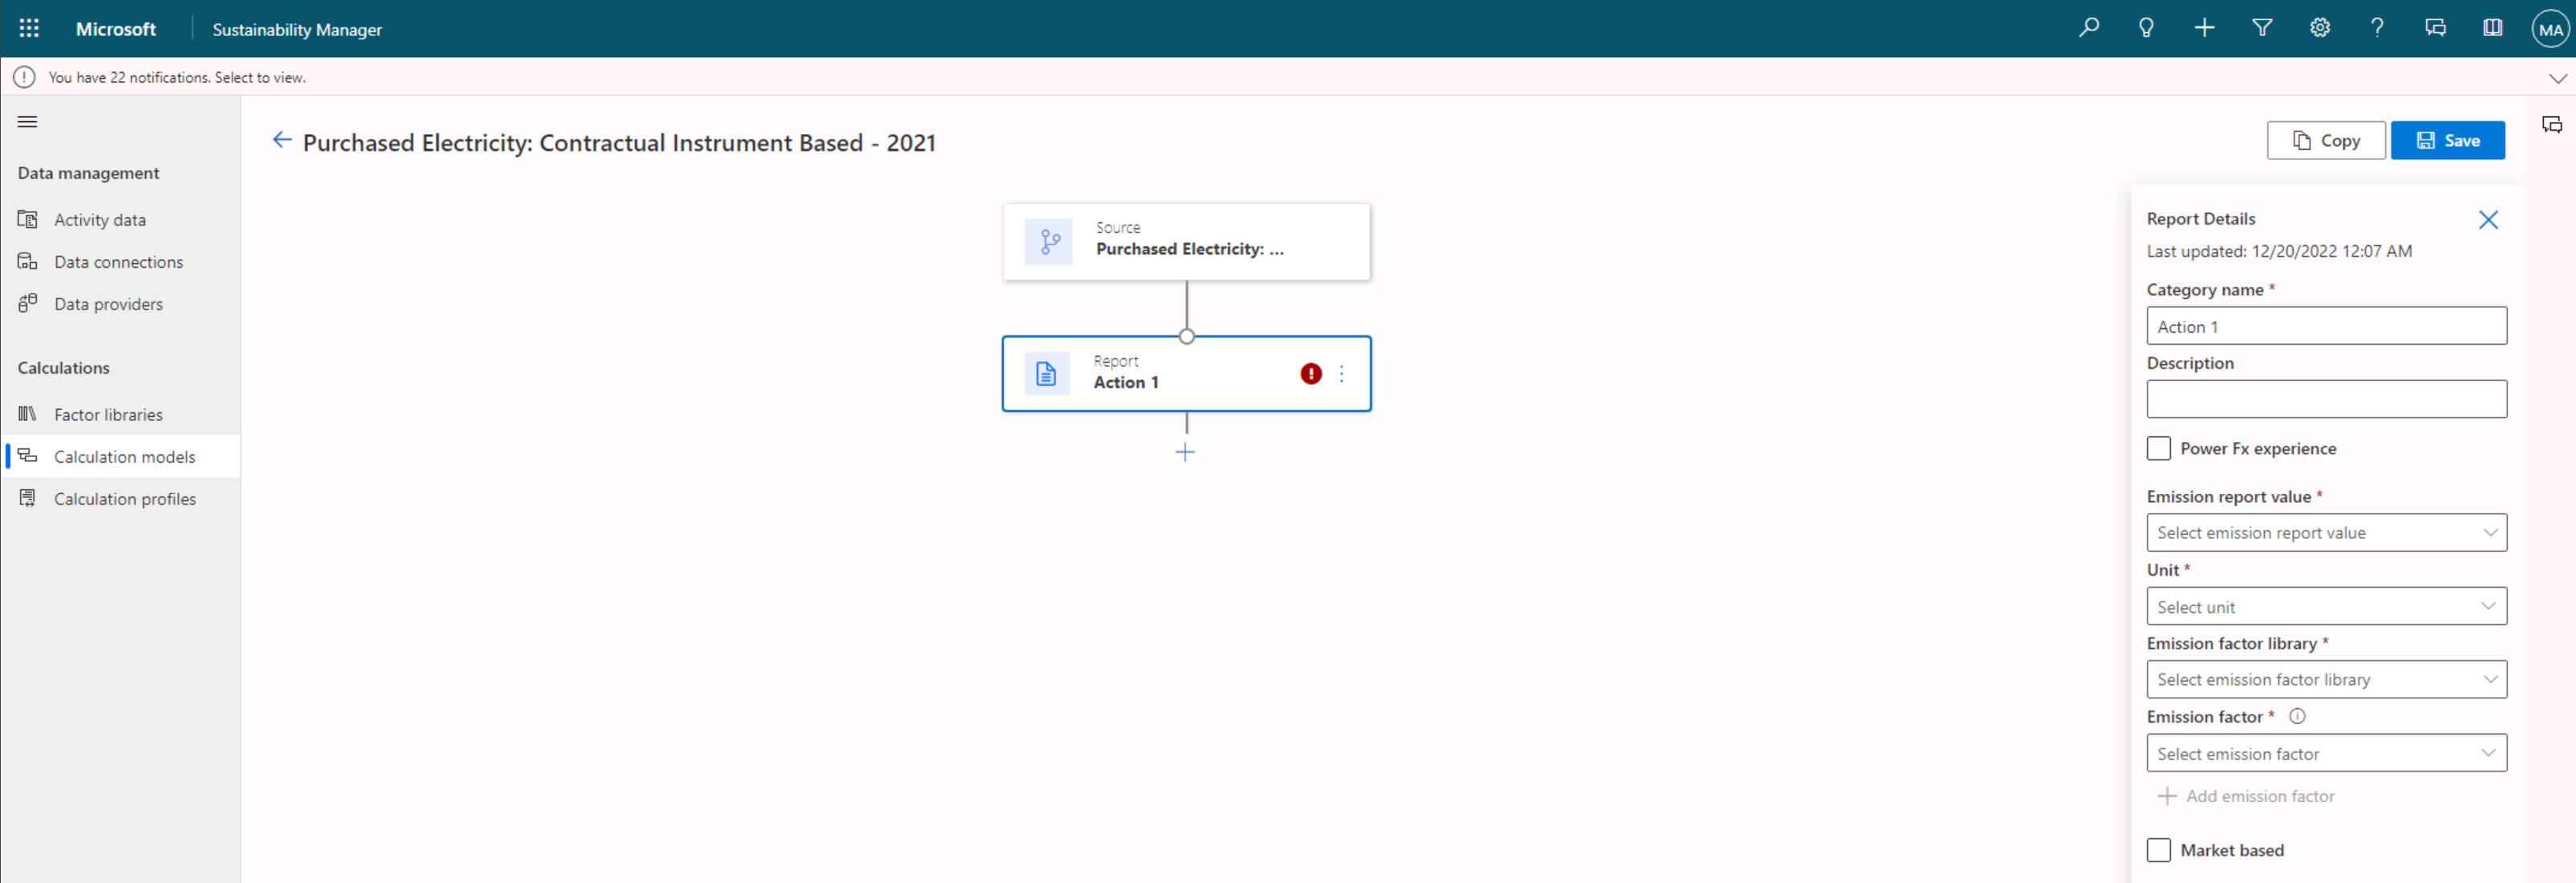 Microsoft
Sustainability Manager
MA
You have 22 notifications. Select to view.
Data management
Activity data
Data connections
Data providers
Calculations
Factor libraries
Calculation models
Calculation profiles
Purchased Electricity: Contractual Instrument Based - 2021
Copy
Save
Source
Purchased Electricity: ...
Report
Action 1
Report Details
Last updated: 12/20/2022 12:07 AM
Category name *
Action 1
Description
Power Fx experience
Emission report value *
Select emission report value
Unit *
Select unit
Emission factor library *
Select emission factor library
Emission factor *
Select emission factor
Add emission factor
Market based